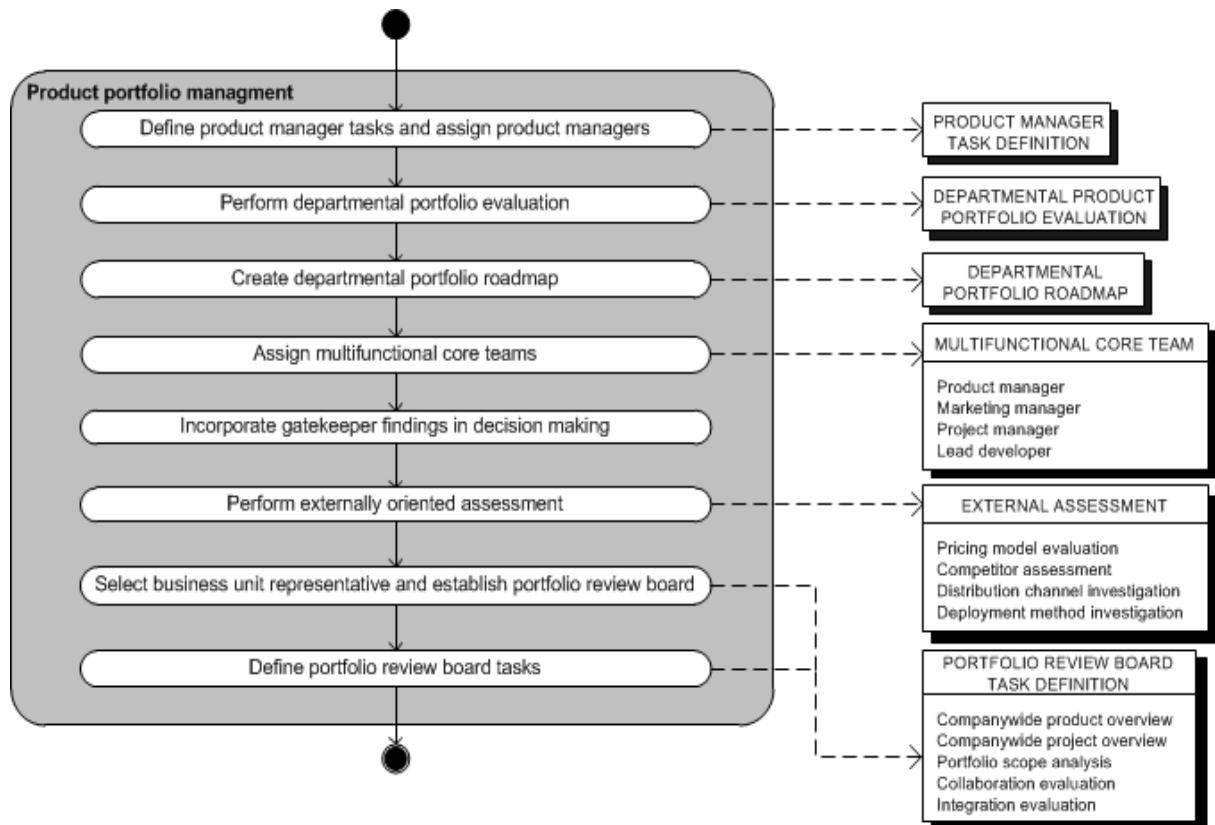 Product portfolio managment
Define product manager tasks and assign product managers
Perform departmental portfolio evaluation
Create departmental portfolio roadmap
Assign multifunctional core teams
Incorporate gatekeeper findings in decision making
Perform externally oriented assessment
Select business unit representative and establish portfolio review board
Define portfolio review board tasks
PRODUCT MANAGER
TASK DEFINITION
DEPARTMENTAL PRODUCT
PORTFOLIO EVALUATION
DEPARTMENTAL
PORTFOLIO ROADMAP
MULTIFUNCTIONAL CORE TEAM
Product manager
Marketing manager
Project manager
Lead developer
EXTERNAL ASSESSMENT
Pricing model evaluation
Competitor assessment
Distribution channel investigation
Deployment method investigation
PORTFOLIO REVIEW BOARD
TASK DEFINITION
Companywide product overview
Companywide project overview
Portfolio scope analysis
Collaboration evaluation
Integration evaluation